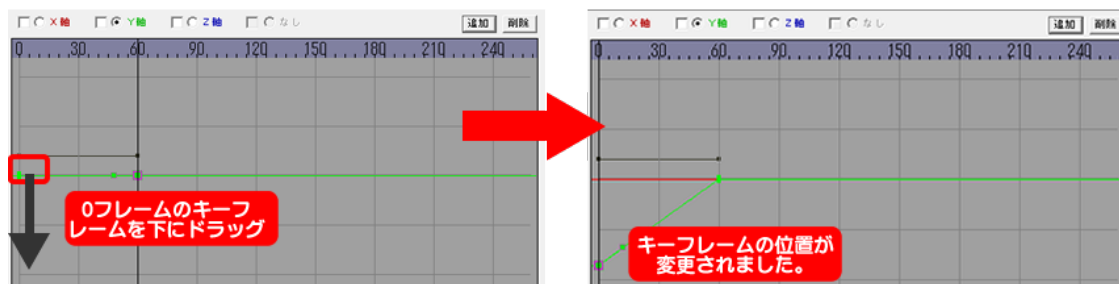 X軸 Y軸 Z軸 なし 追加 削除
0 30 60 90 120 150 180 210 240
0フレームのキーフ
レームを下にドラッグ
X軸 Y軸 Z軸 なし 追加 削除
0 30 60 90 120 150 180 210 240
キーフレームの位置が
変更されました。